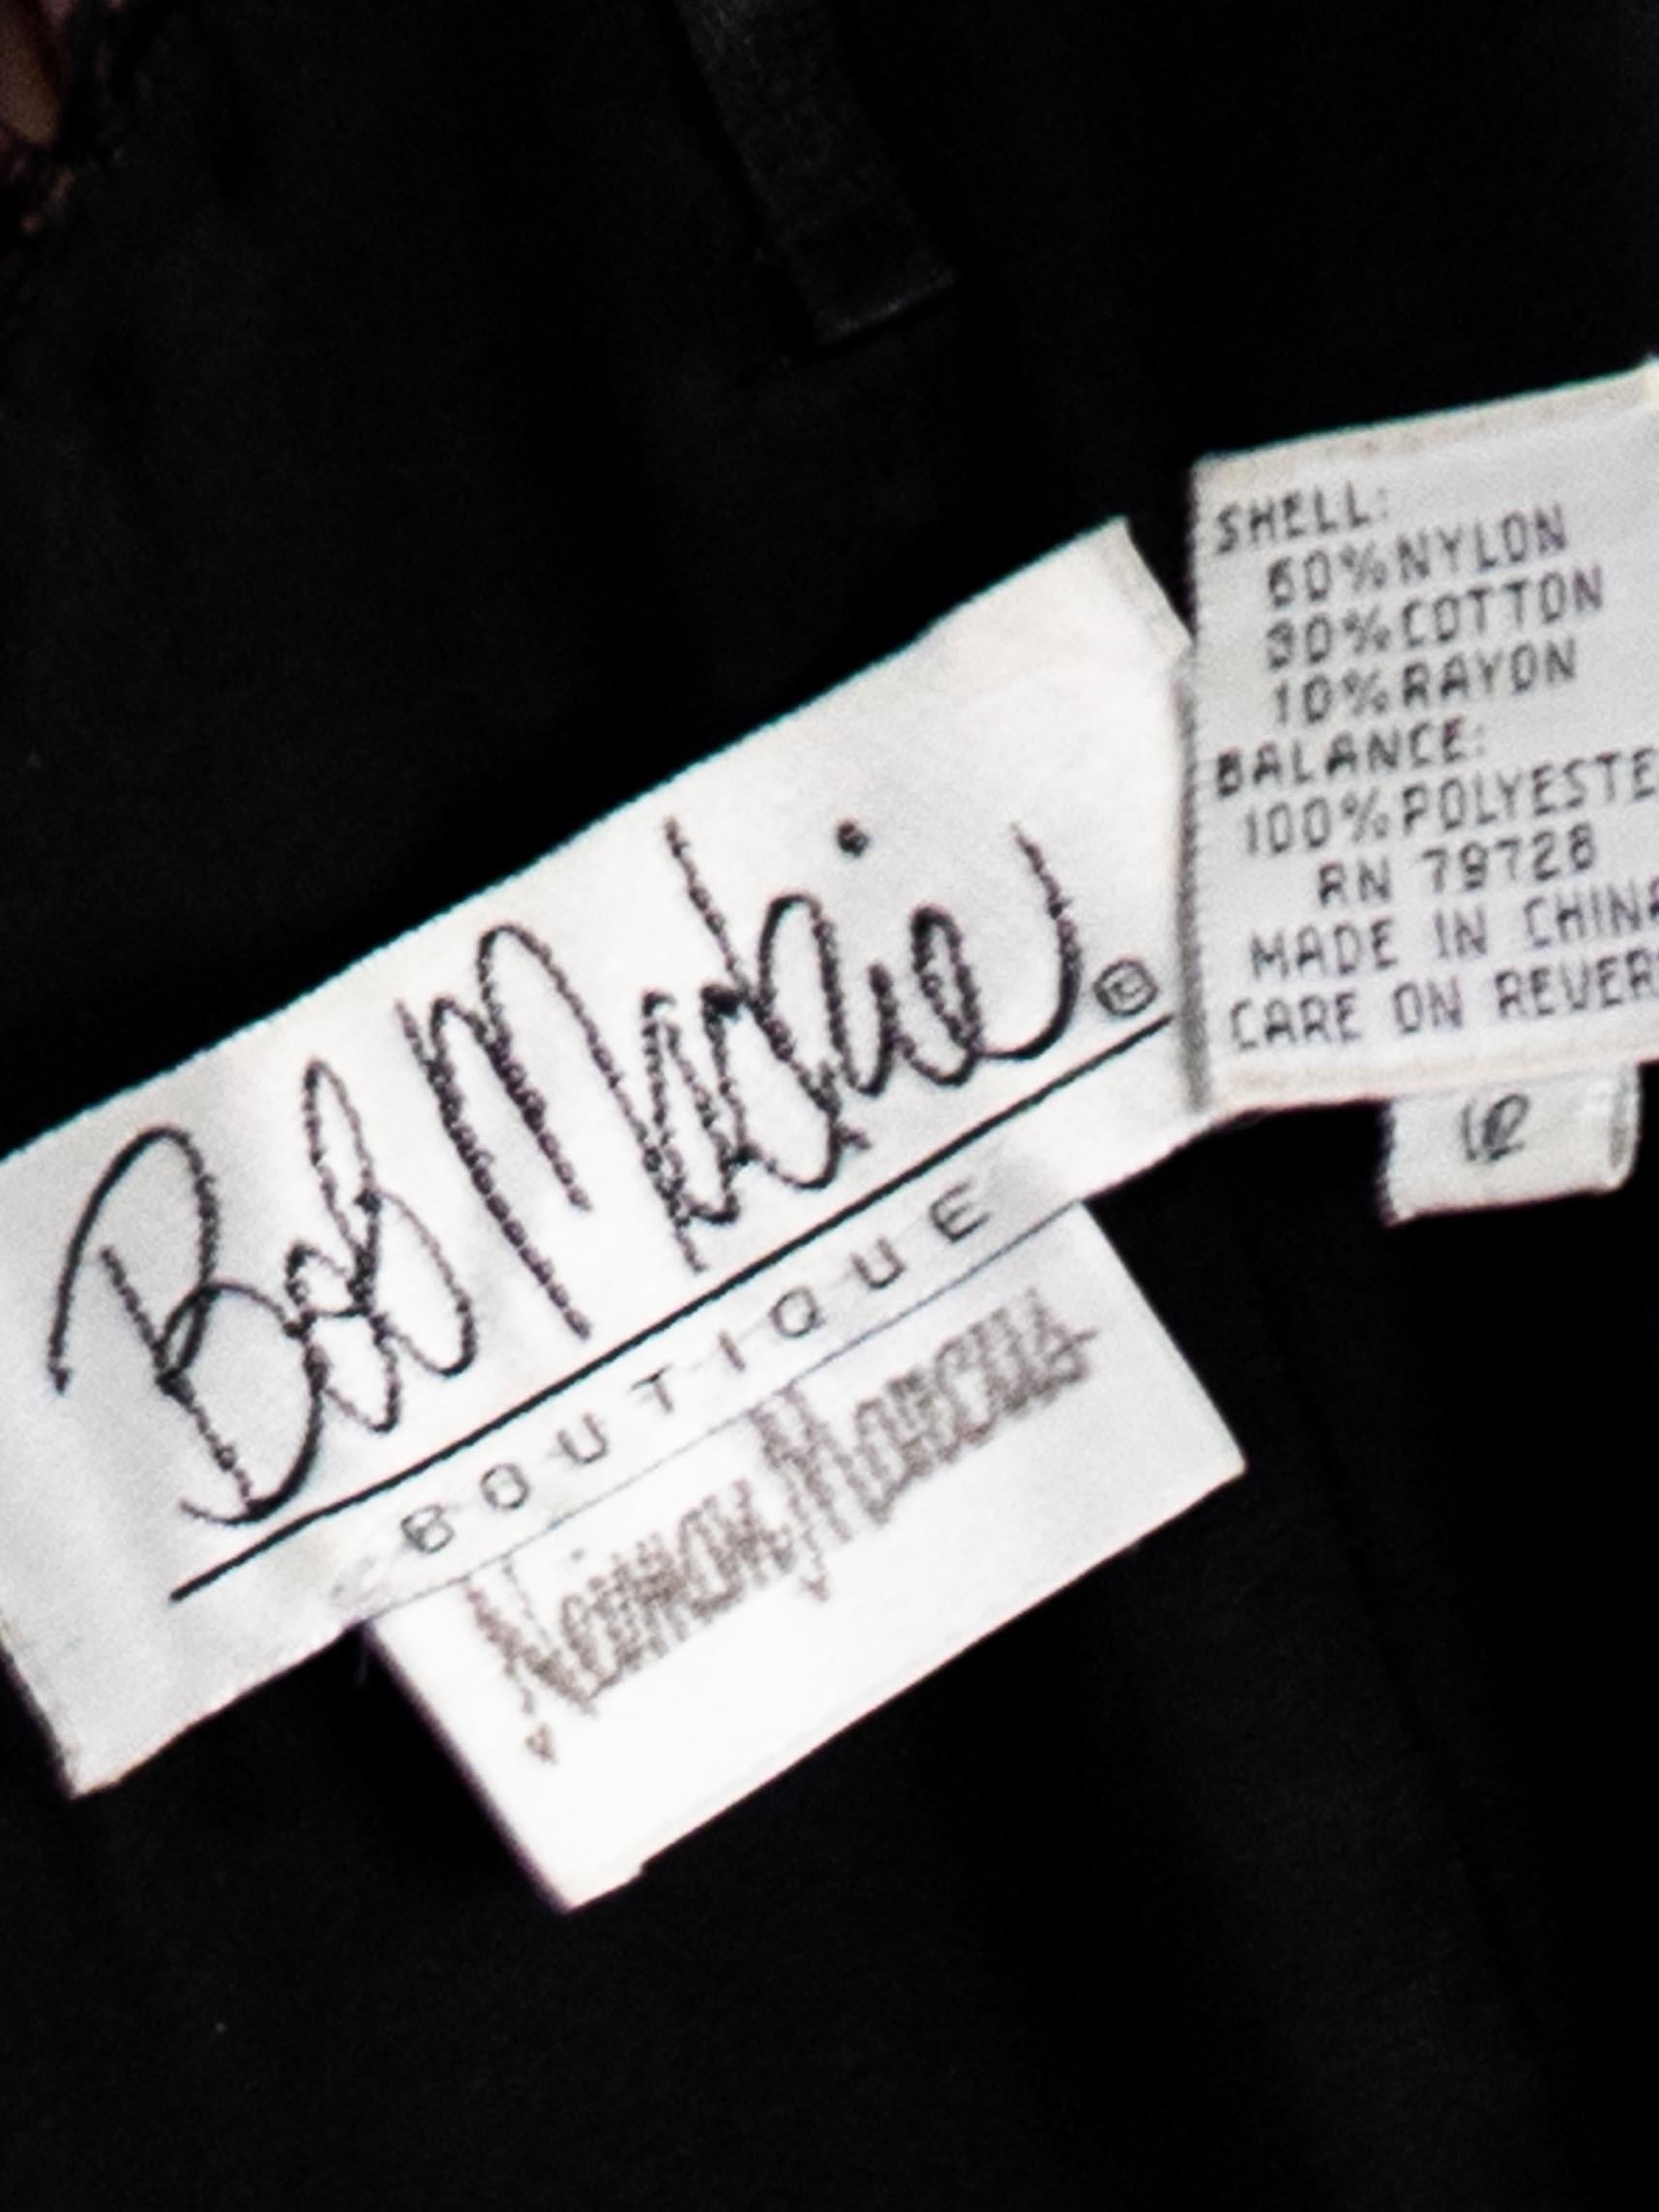 Bob Mackie®
BOUTIQUE
Neiman Marcus
SHELL:
60%NYLON
30%COTTON
10%RAYON
BALANCE:
100%POLYESTE
RN 79728
MADE IN CHINA
CARE ON REVER
12